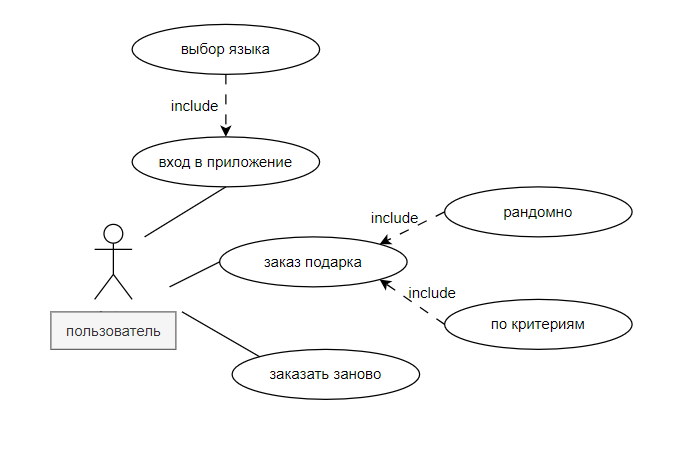 выбор языка
include
вход в приложение
include
рандомно
заказ подарка
include
пользователь
по критериям
заказать заново